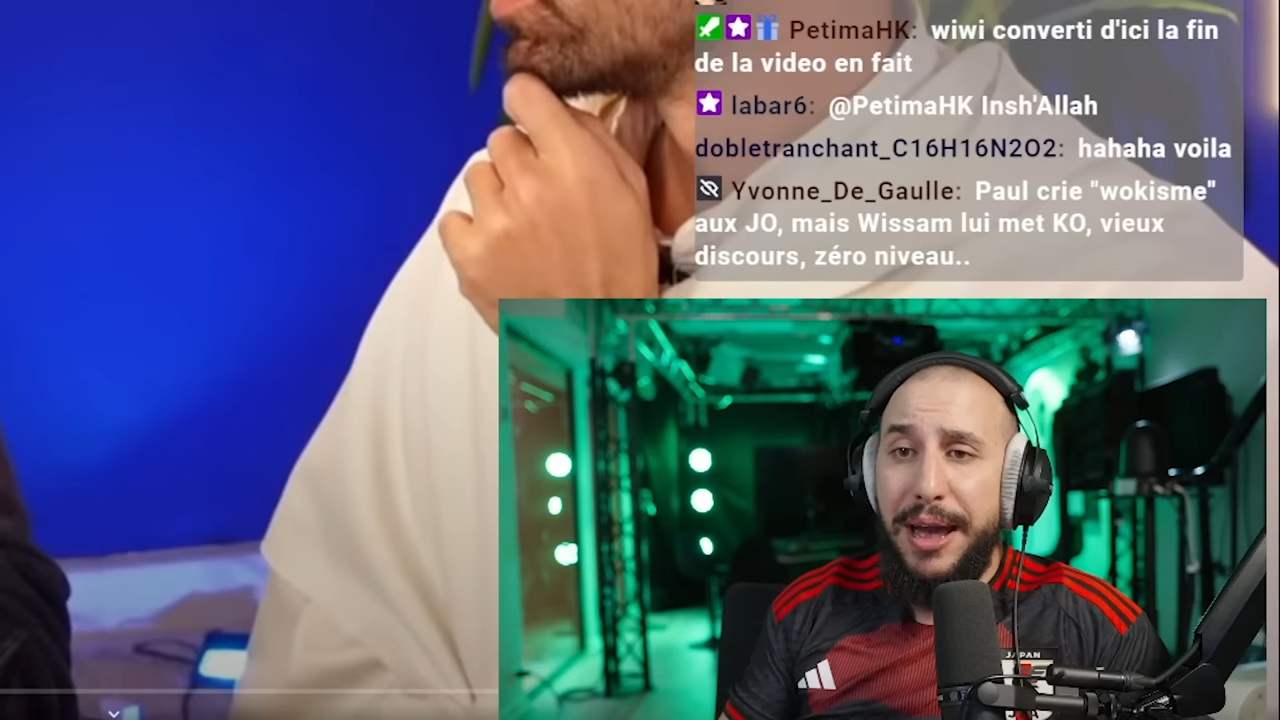 PetimaHK: wiwi converti d'ici la fin
de la video en fait
labar6: @PetimaHK Insh'Allah
dobletranchant_C16H16N2O2: hahaha voila
Yvonne_De_Gaulle: Paul crie "wokisme"
aux JO, mais Wissam lui met KO, vieux
discours, zéro niveau..
JAPAN